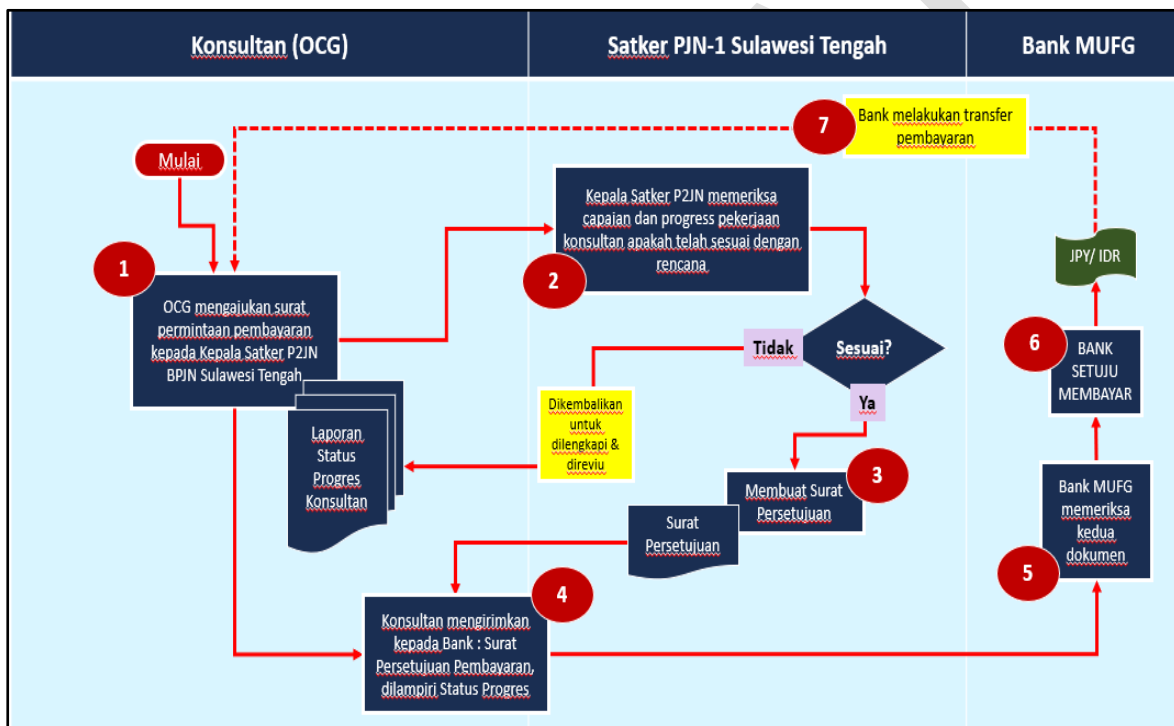 Konsultan (OCG)
Satker PJN-1 Sulawesi Tengah
Bank MUFG
7
Bank melakukan transfer
pembayaran
Mulai
1
OCG mengajukan surat
permintaan pembayaran
kepada Kepala Satker P2JN
BPJN Sulawesi Tengah
Laporan
Status
Progres
Konsultan
2
Kepala Satker P2JN memeriksa
capaian dan progress pekerjaan
konsultan apakah telah sesuai dengan
rencana
Sesuai?
Tidak
Ya
Dikembalikan
untuk
dilengkapi &
direviu
3
Membuat Surat
Persetujuan
Surat
Persetujuan
4
Konsultan mengirimkan
kepada Bank : Surat
Persetujuan Pembayaran,
dilampiri Status Progres
5
Bank MUFG
memeriksa
kedua
dokumen
6
BANK
SETUJU
MEMBAYAR
JPY/ IDR